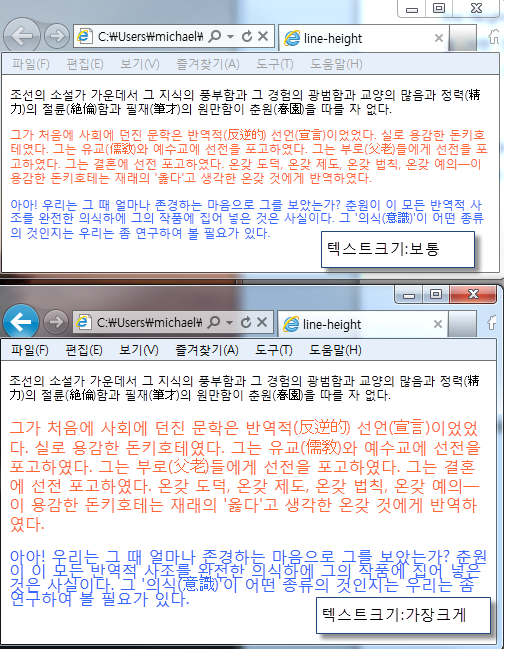 C:₩Users₩michael₩
line-height
파일(F) 편집(E) 보기(V) 즐겨찾기(A) 도구(T) 도움말(H)
조선의 소설가 가운데서 그 지식의 풍부함과 그 경험의 광범함과 교양의 많음과 정력(精
力)의 절륜(絶倫)함과 필재(筆才)의 원만함이 춘원(春園)을 따를 자 없다.
그가 처음에 사회에 던진 문학은 반역적(反逆的) 선언(宣言)이었었다. 실로 용감한 돈키호
테였다. 그는 유교(儒敎)와 예수교에 선전을 포고하였다. 그는 부로(父老)들에게 선전을 포
고하였다. 그는 결혼에 선전 포고하였다. 온갖 도덕, 온갖 제도, 온갖 법칙, 온갖 예의—이
용감한 돈키호테는 재래의 '옳다'고 생각한 온갖 것에게 반역하였다.
아아! 우리는 그 때 얼마나 존경하는 마음으로 그를 보았는가? 춘원이 이 모든 반역적 사
조를 완전한 의식하에 그의 작품에 집어 넣은 것은 사실이다. 그 '의식(意識)'이 어떤 종류
의 것인지는 우리는 좀 연구하여 볼 필요가 있다.
텍스트크기:보통
C:₩Users₩michael₩
line-height
파일(F) 편집(E) 보기(V) 즐겨찾기(A) 도구(T) 도움말(H)
조선의 소설가 가운데서 그 지식의 풍부함과 그 경험의 광범함과 교양의 많음과 정력(精
力)의 절륜(絶倫)함과 필재(筆才)의 원만함이 춘원(春園)을 따를 자 없다.
그가 처음에 사회에 던진 문학은 반역적(反逆的) 선언(宣言)이었었
다. 실로 용감한 돈키호테였다. 그는 유교(儒敎)와 예수교에 선전을
포고하였다. 그는 부로(父老)들에게 선전을 포고하였다. 그는 결혼
에 선전 포고하였다. 온갖 도덕, 온갖 제도, 온갖 법칙, 온갖 예의—
이 용감한 돈키호테는 재래의 '옳다'고 생각한 온갖 것에게 반역하
였다.
아아! 우리는 그 때 얼마나 존경하는 마음으로 그를 보았는가? 춘원
이 이 모든 반역적 사조를 완전한 의식하에 그의 작품에 집어 넣은
것은 사실이다. 그 '의식(意識)'이 어떤 종류의 것인지는 우리는 좀
연구하여 볼 필요가 있다.
텍스트크기:가장크게